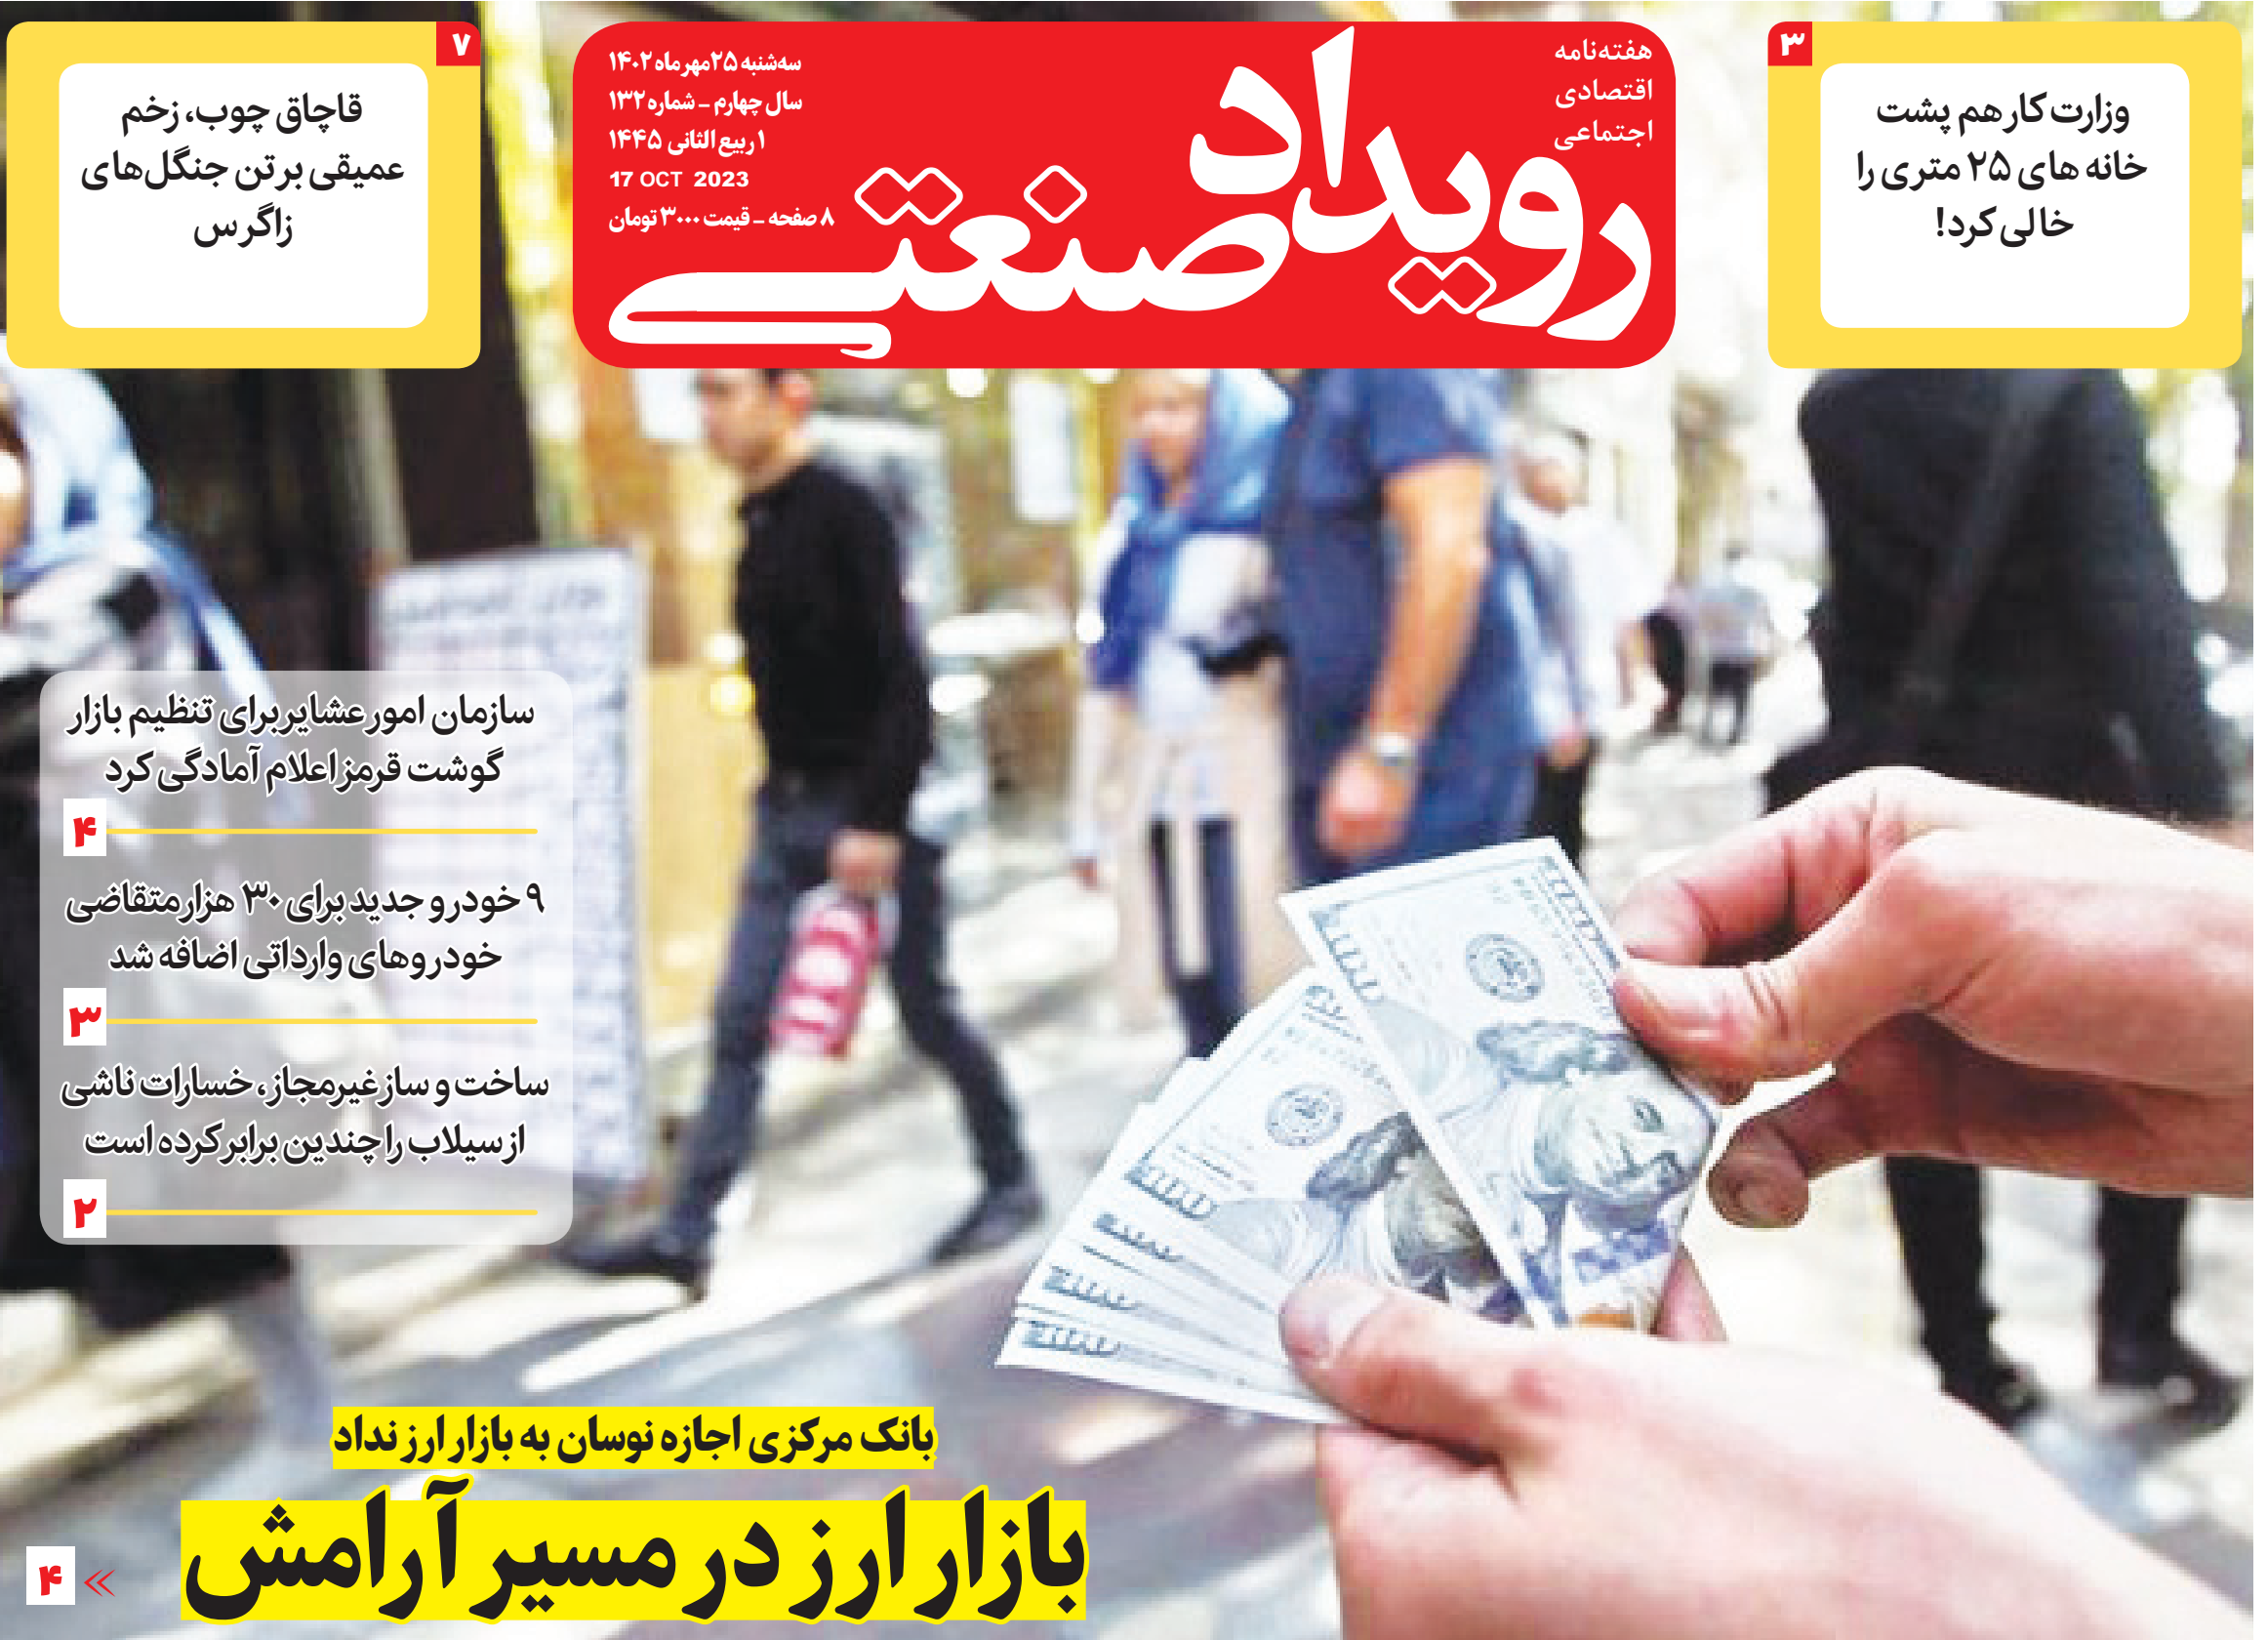 ۳
وزارت کار هم پشت
خانه های ۲۵ متری را
خالی کرد!
هفته‌نامه
اقتصادی
اجتماعی
رویداد
صنعتی
سه‌شنبه ۲۵ مهر ماه ۱۴۰۲
سال چهارم - شماره ۱۳۲
۱ ربیع الثانی ۱۴۴۵
17 OCT 2023
۸ صفحه - قیمت ۳۰۰۰ تومان
۷
قاچاق چوب، زخم
عمیقی بر تن جنگل‌های
زاگرس
سازمان امور عشایر برای تنظیم بازار
گوشت قرمز اعلام آمادگی کرد
۴
۹ خودرو جدید برای ۳۰ هزار متقاضی
خودروهای وارداتی اضافه شد
۳
ساخت و ساز غیرمجاز، خسارات ناشی
از سیلاب را چندین برابر کرده است
۲
بانک مرکزی اجازه نوسان به بازار ارز نداد
بازار ارز در مسیر آرامش
۴